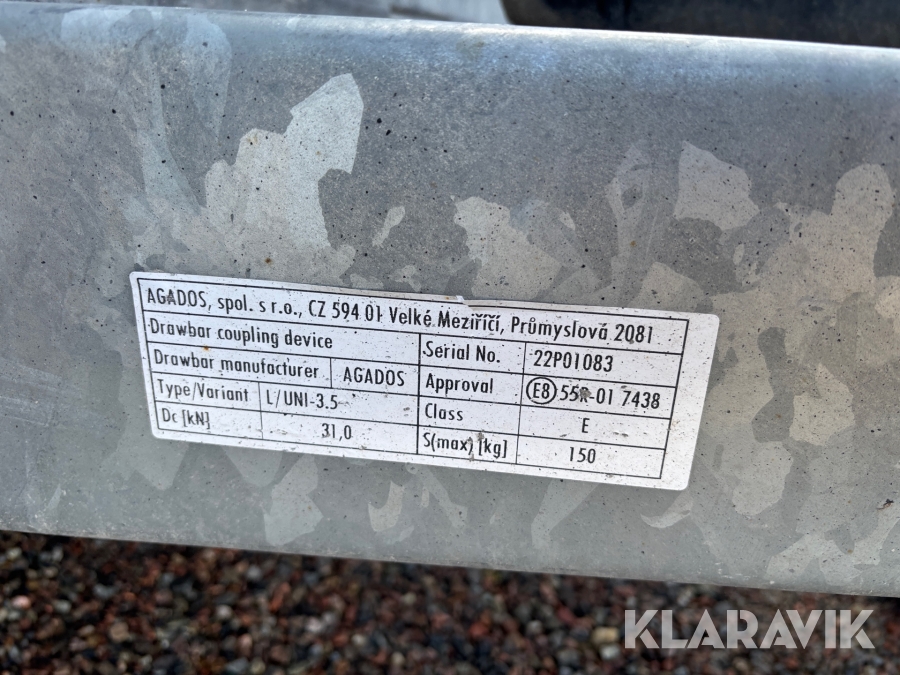 AGADOS, spol. s r.o., CZ 594 01 Velké Meziříčí, Průmyslová 2081
Drawbar coupling device
Serial No. 22P01083
Drawbar manufacturer AGADOS
Approval E8 55R-01 7438
Type/Variant L/UNI-3.5
Class E
Dc [kN] 31,0
S(max) [kg] 150
KLARAVIK